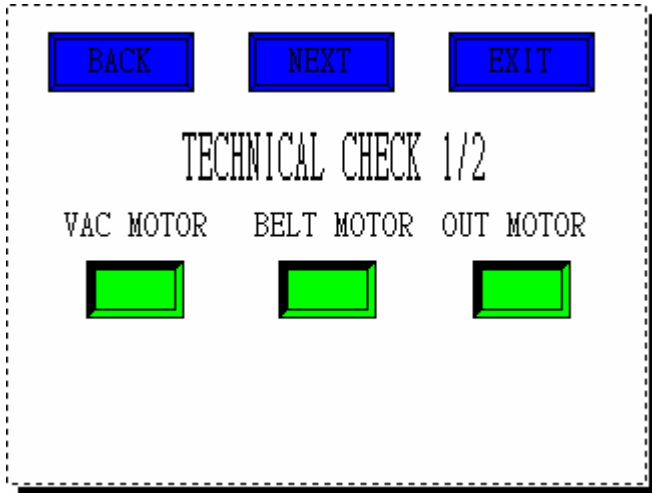 BACK NEXT EXIT
TECHNICAL CHECK 1/2
VAC MOTOR BELT MOTOR OUT MOTOR